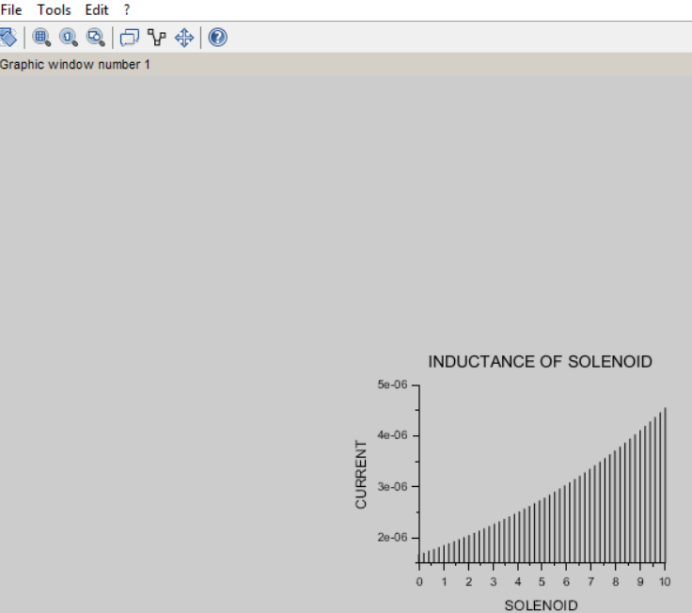 File Tools Edit ?
Graphic window number 1
INDUCTANCE OF SOLENOID
5e-06
4e-06
3e-06
2e-06
CURRENT
0 1 2 3 4 5 6 7 8 9 10
SOLENOID